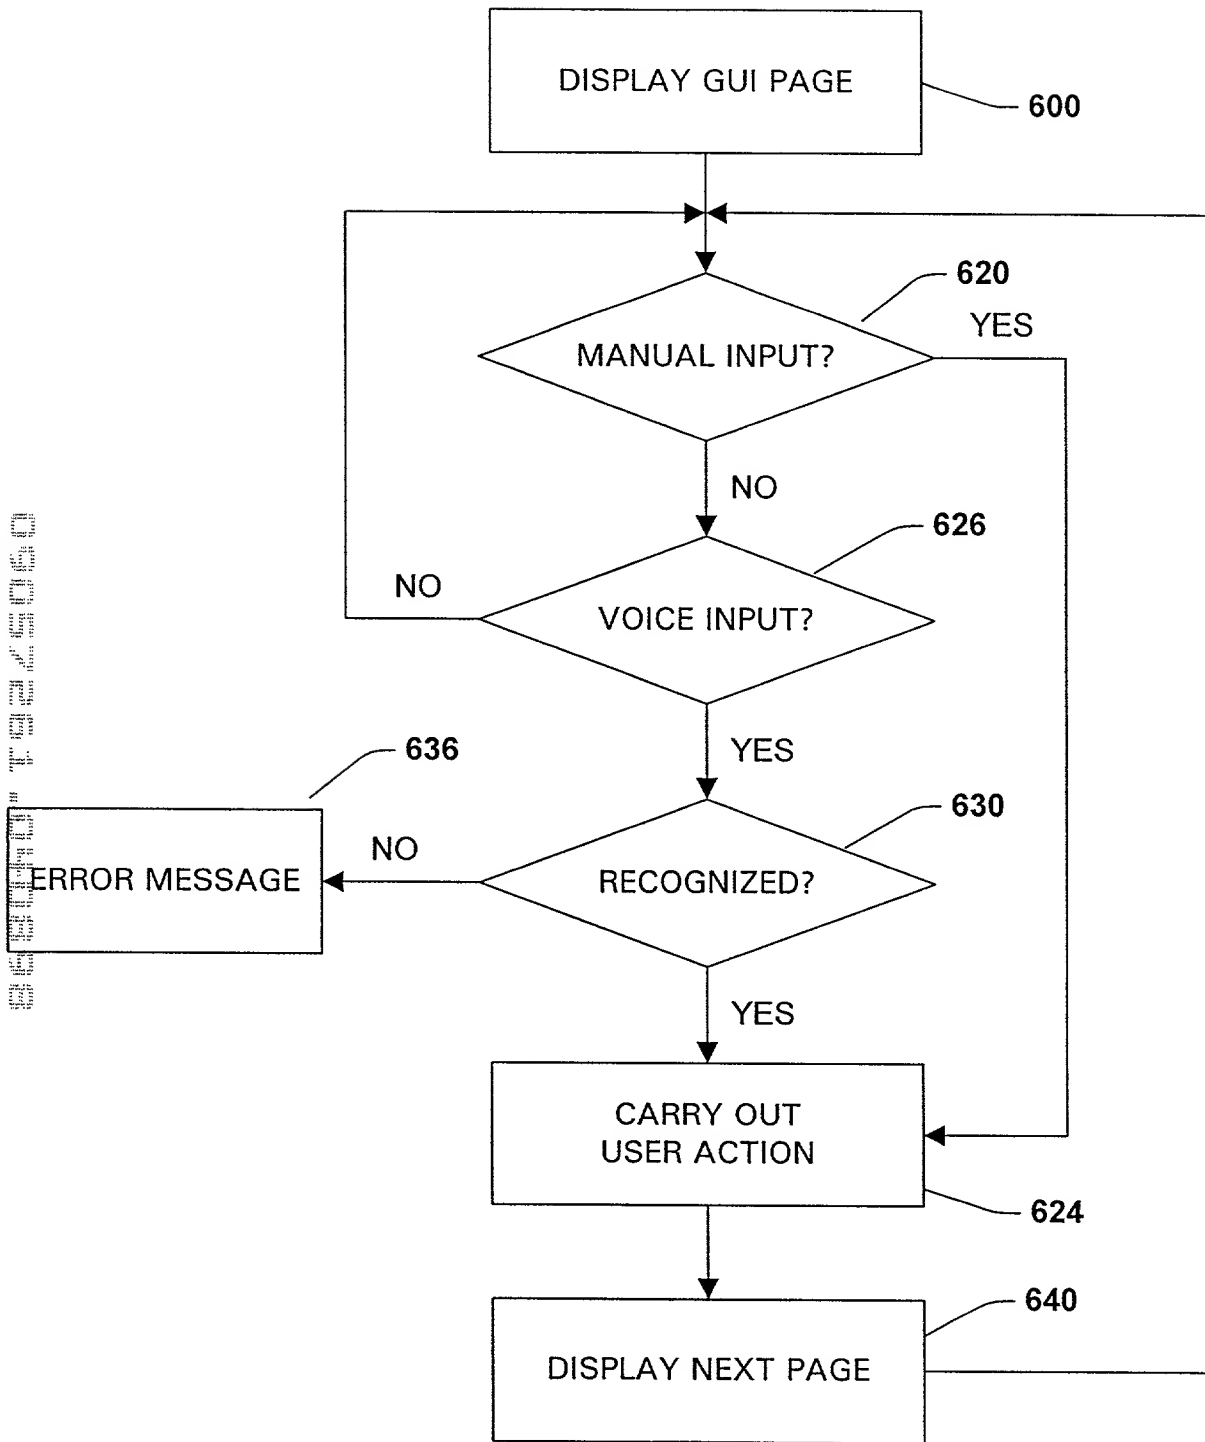 DISPLAY GUI PAGE
600
620
YES
MANUAL INPUT?
NO
626
NO
VOICE INPUT?
YES
636
630
NO
ERROR MESSAGE
RECOGNIZED?
YES
CARRY OUT
USER ACTION
624
640
DISPLAY NEXT PAGE